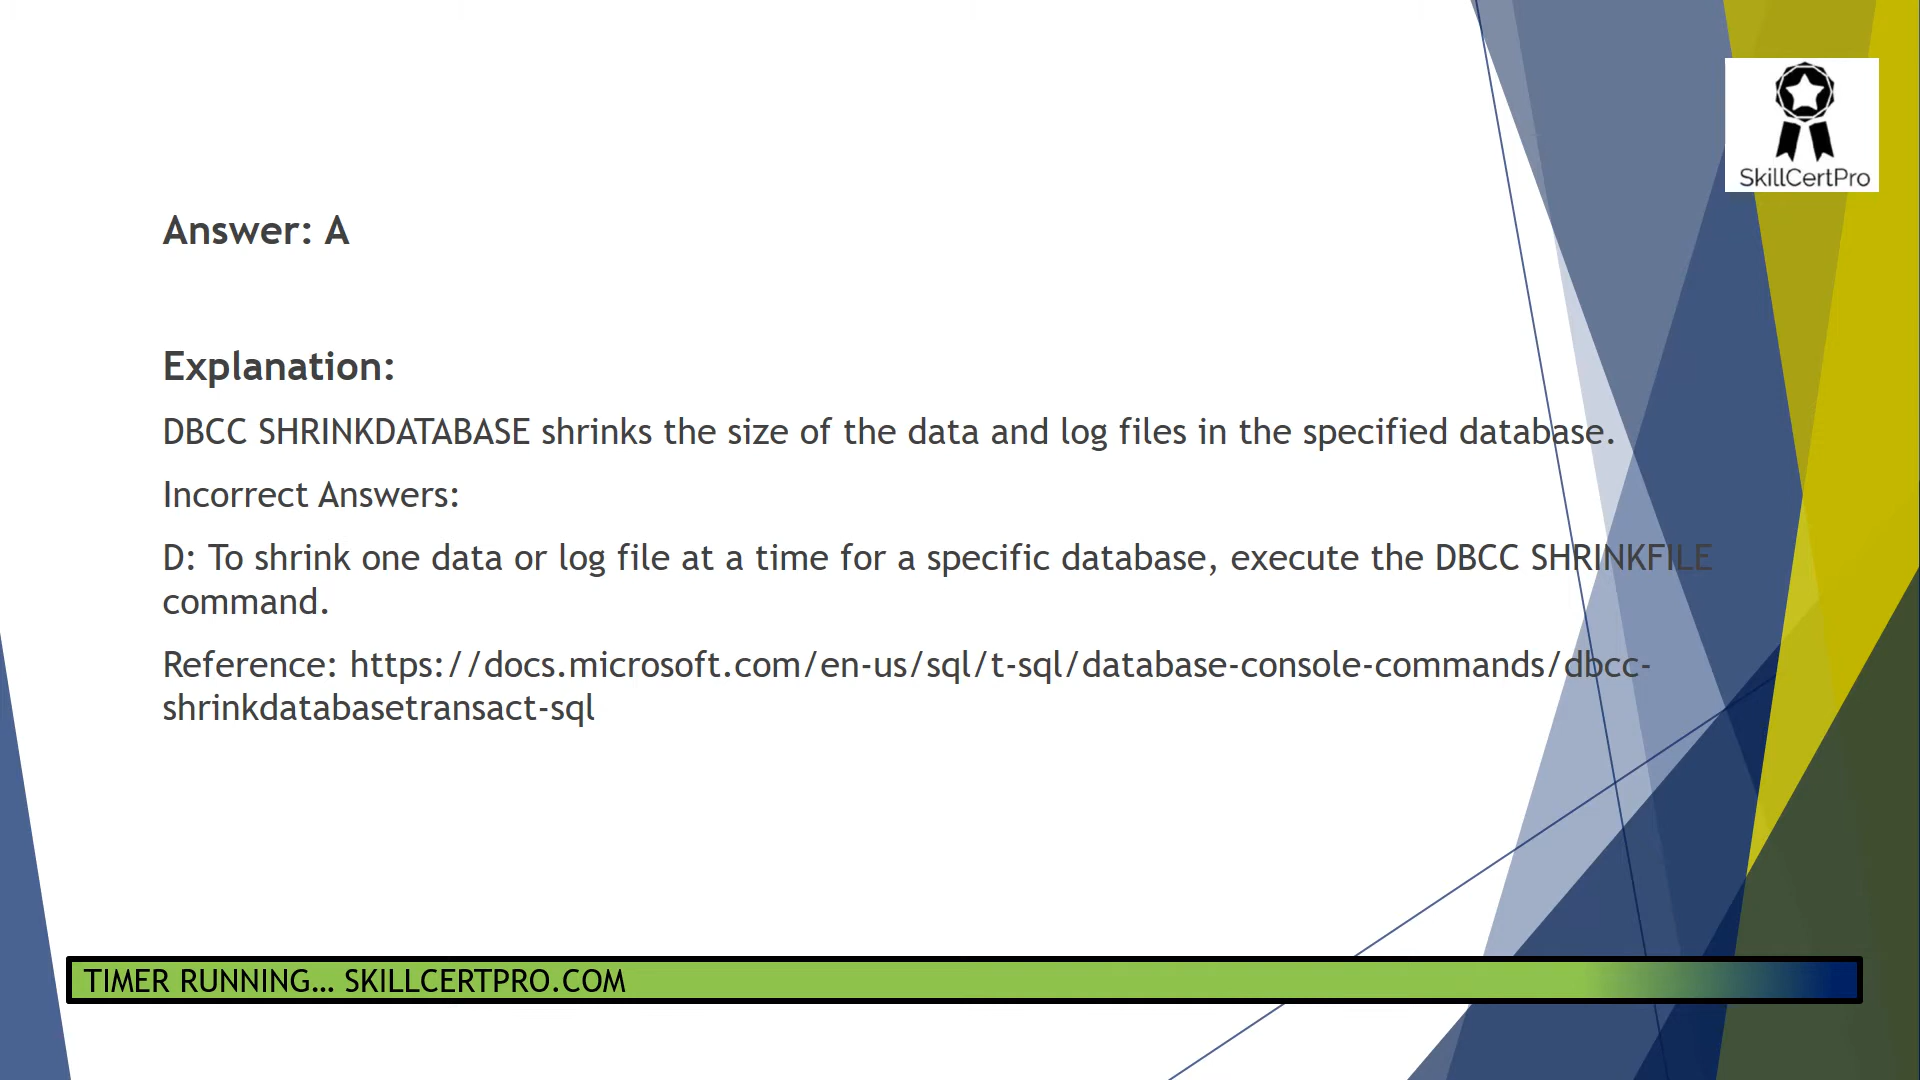 SkillCertPro
Answer: A
Explanation:
DBCC SHRINKDATABASE shrinks the size of the data and log files in the specified database.
Incorrect Answers:
D: To shrink one data or log file at a time for a specific database, execute the DBCC SHRINKFILE
command.
Reference: https://docs.microsoft.com/en-us/sql/t-sql/database-console-commands/dbcc-
shrinkdatabasetransact-sql
TIMER RUNNING… SKILLCERTPRO.COM